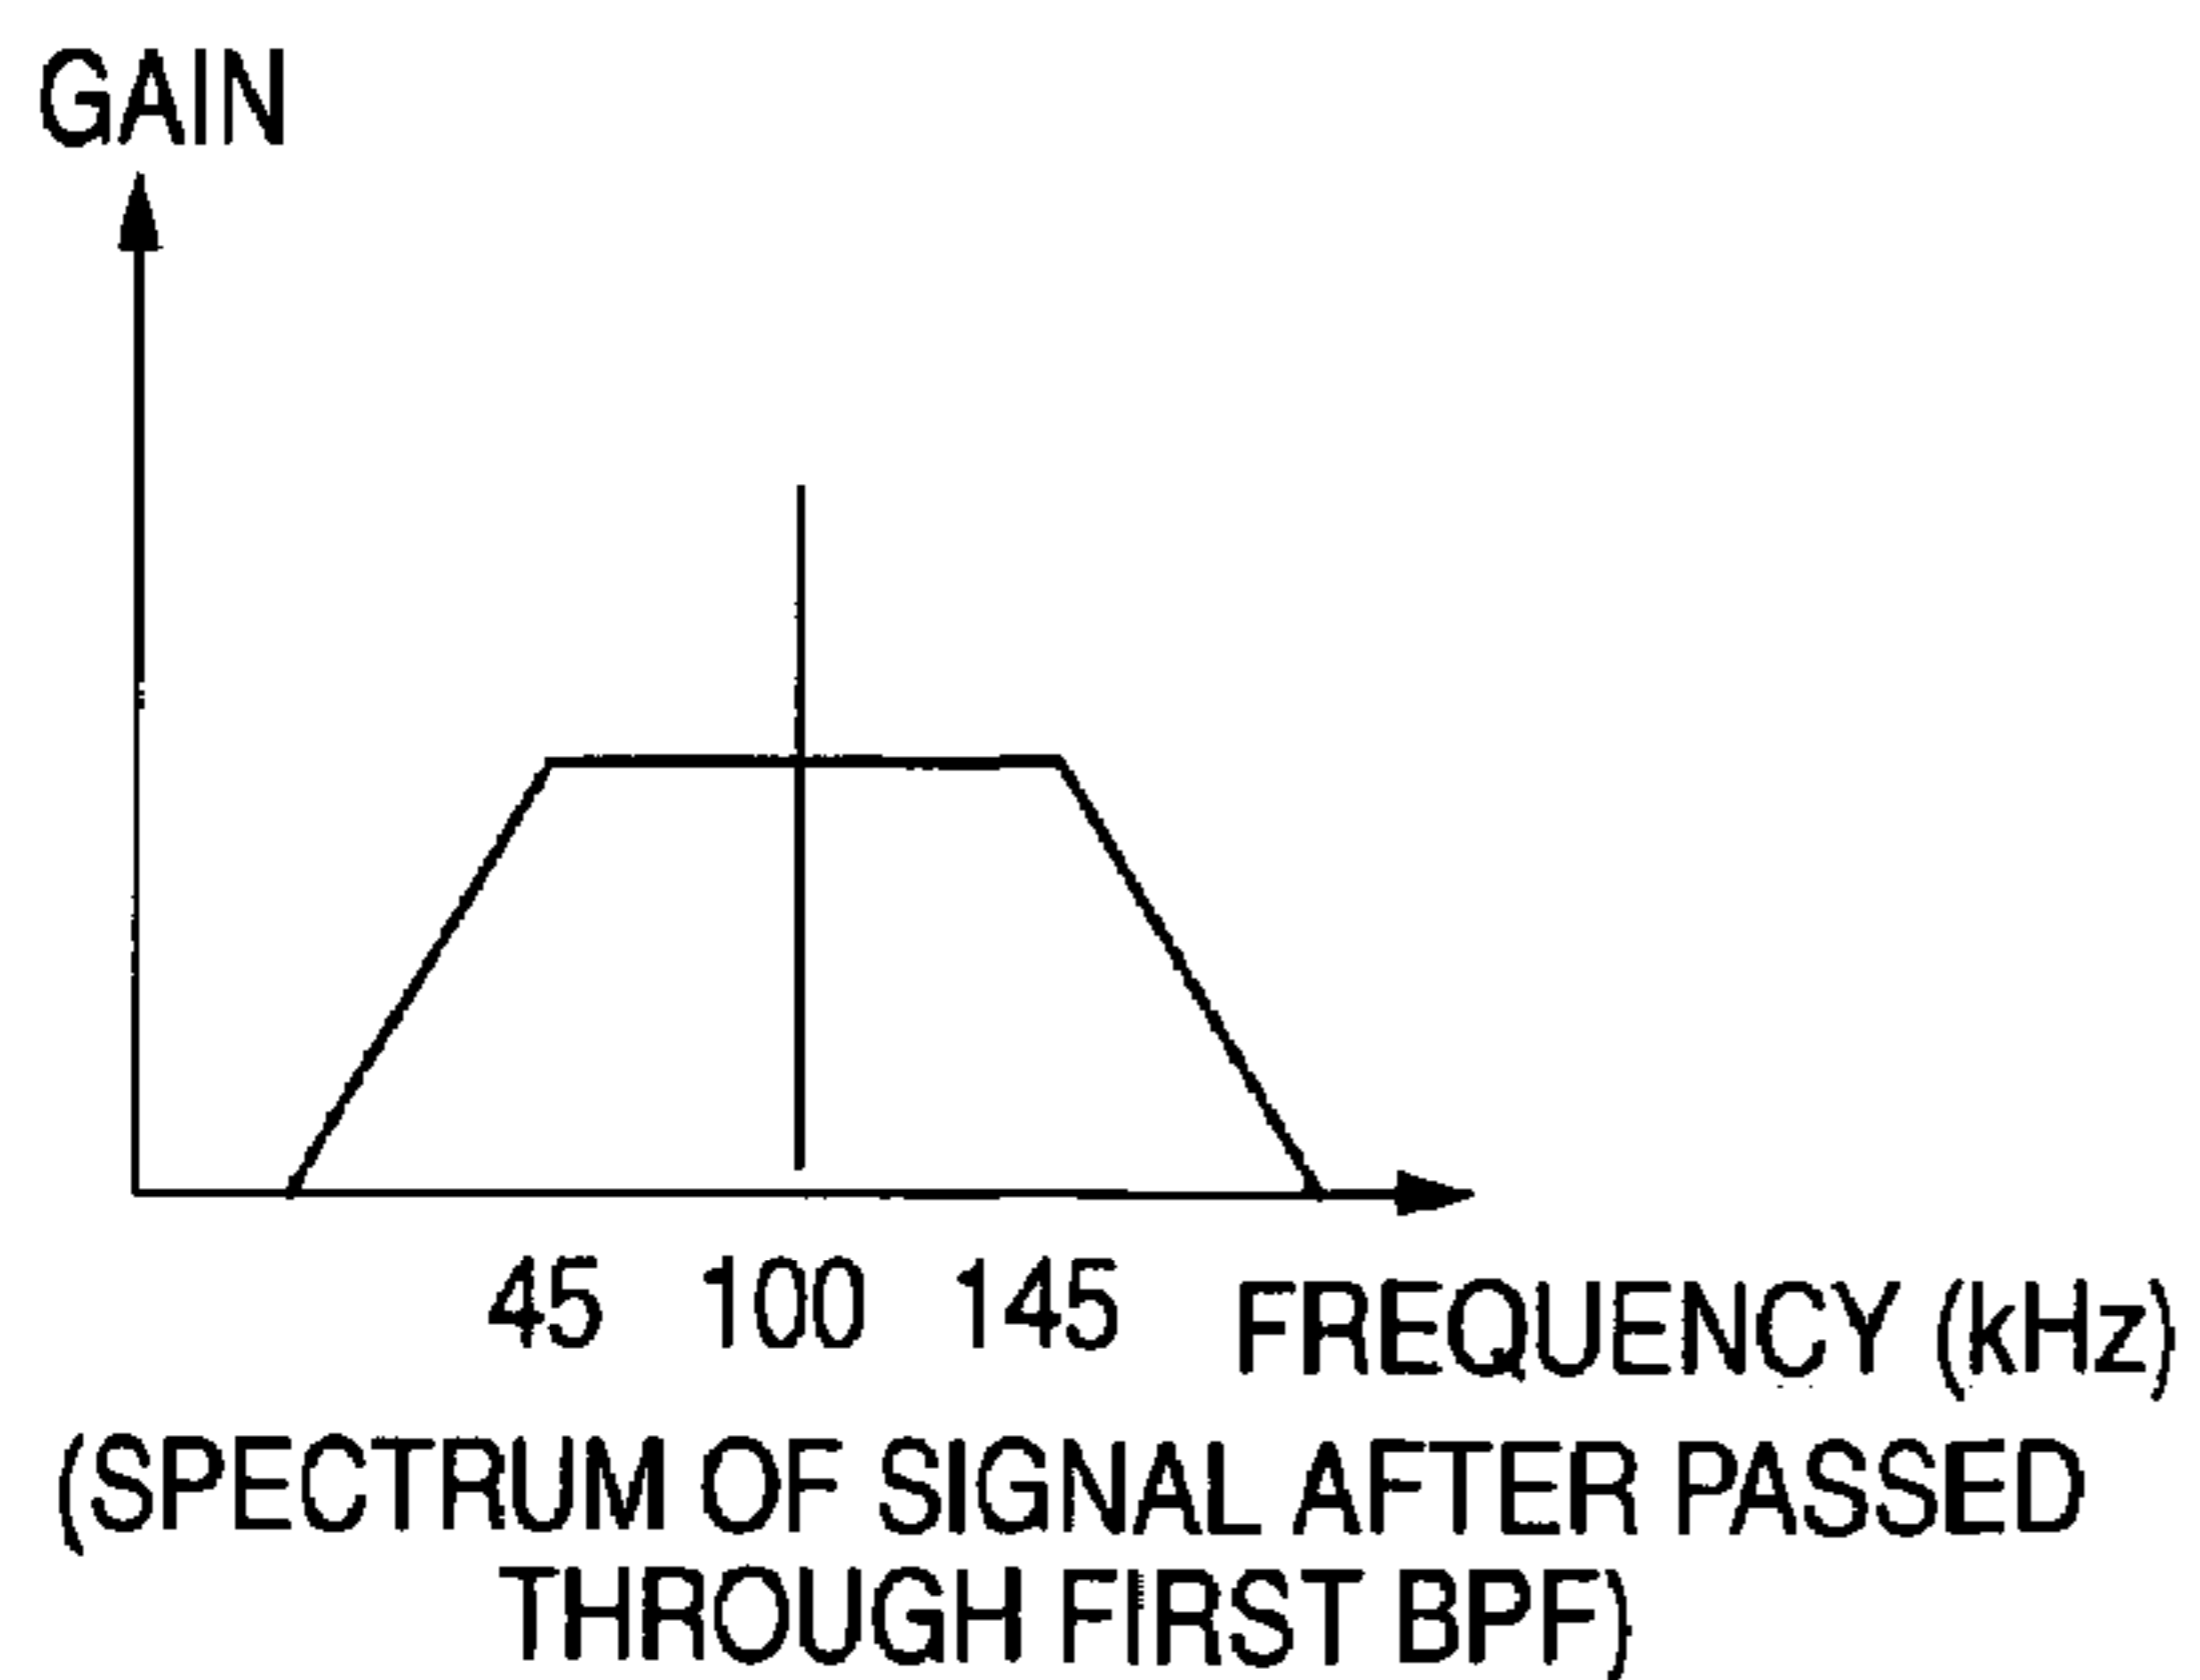 GAIN
45 100 145 FREQUENCY (kHz)
(SPECTRUM OF SIGNAL AFTER PASSED
THROUGH FIRST BPF)